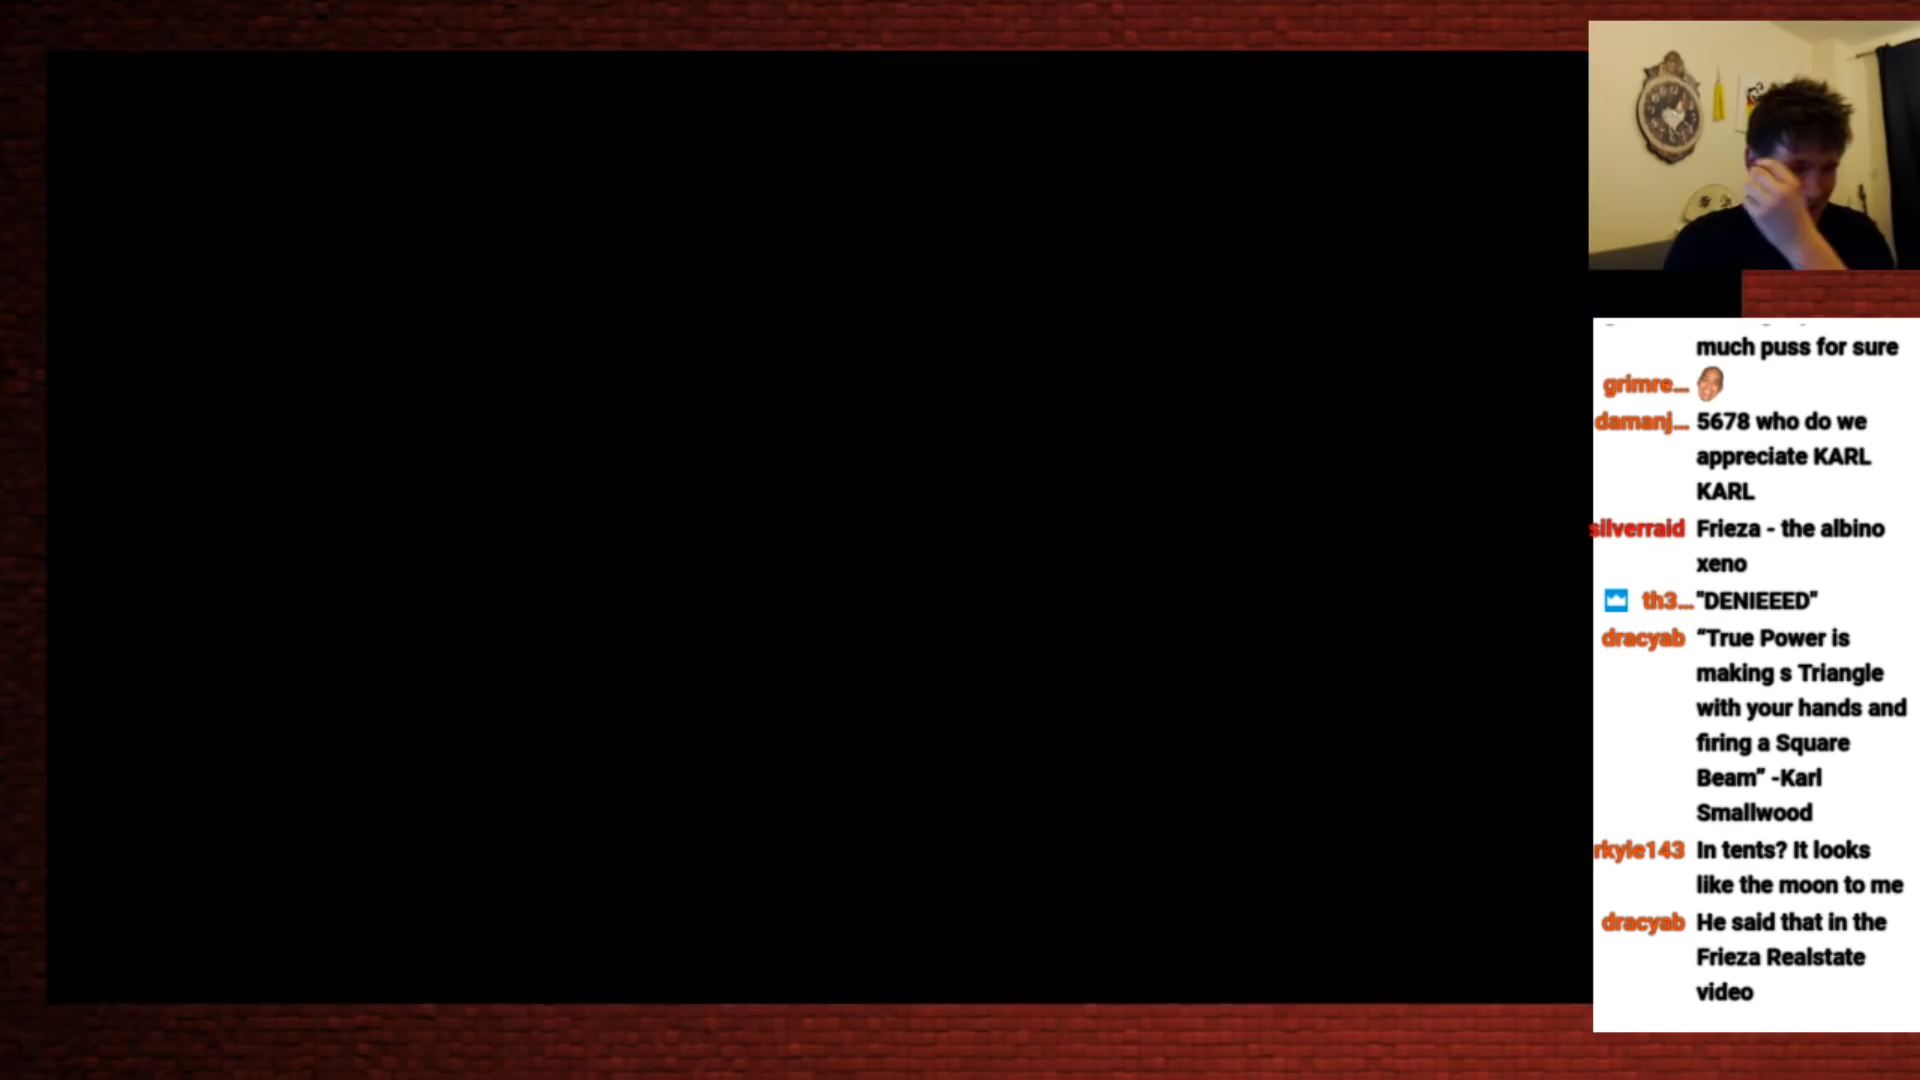 much puss for sure
grimre...
damanj... 5678 who do we
appreciate KARL
KARL
silverraid Frieza - the albino
xeno
th3... "DENIEEED"
dracyab “True Power is
making s Triangle
with your hands and
firing a Square
Beam” -Karl
Smallwood
rkyle143 In tents? It looks
like the moon to me
dracyab He said that in the
Frieza Realstate
video